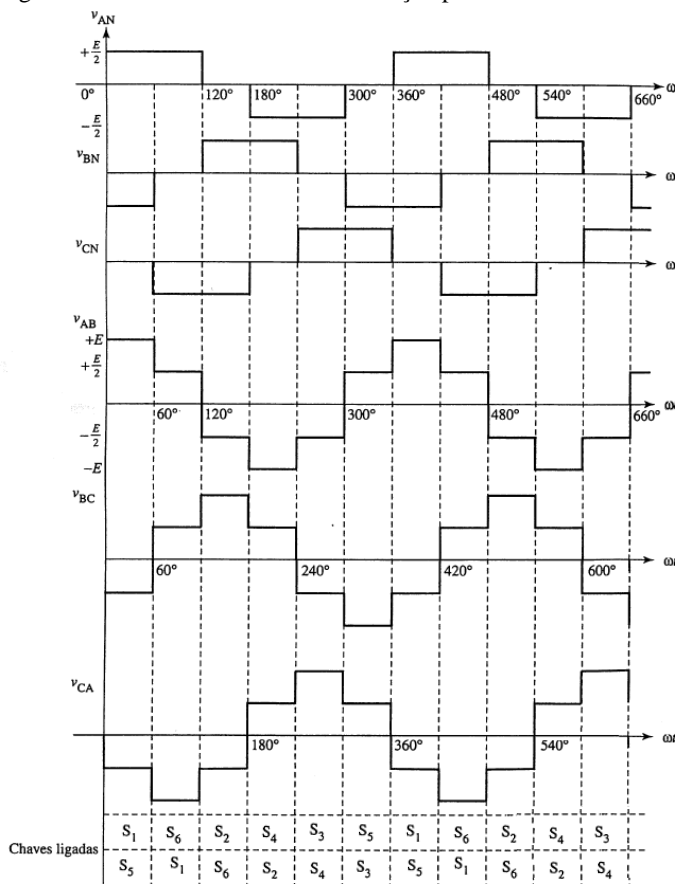 v_AN
+E/2
0° 120° 180° 300° 360° 480° 540° 660°
−E/2
v_BN
v_CN
v_AB
+E
+E/2
60° 120° 300° 480° 660°
−E/2
−E
v_BC
60° 240° 420° 600°
v_CA
180° 360° 540°
S₁ S₆ S₂ S₄ S₃ S₅ S₁ S₆ S₂ S₄ S₃
Chaves ligadas
S₅ S₁ S₆ S₂ S₄ S₃ S₅ S₁ S₆ S₂ S₄